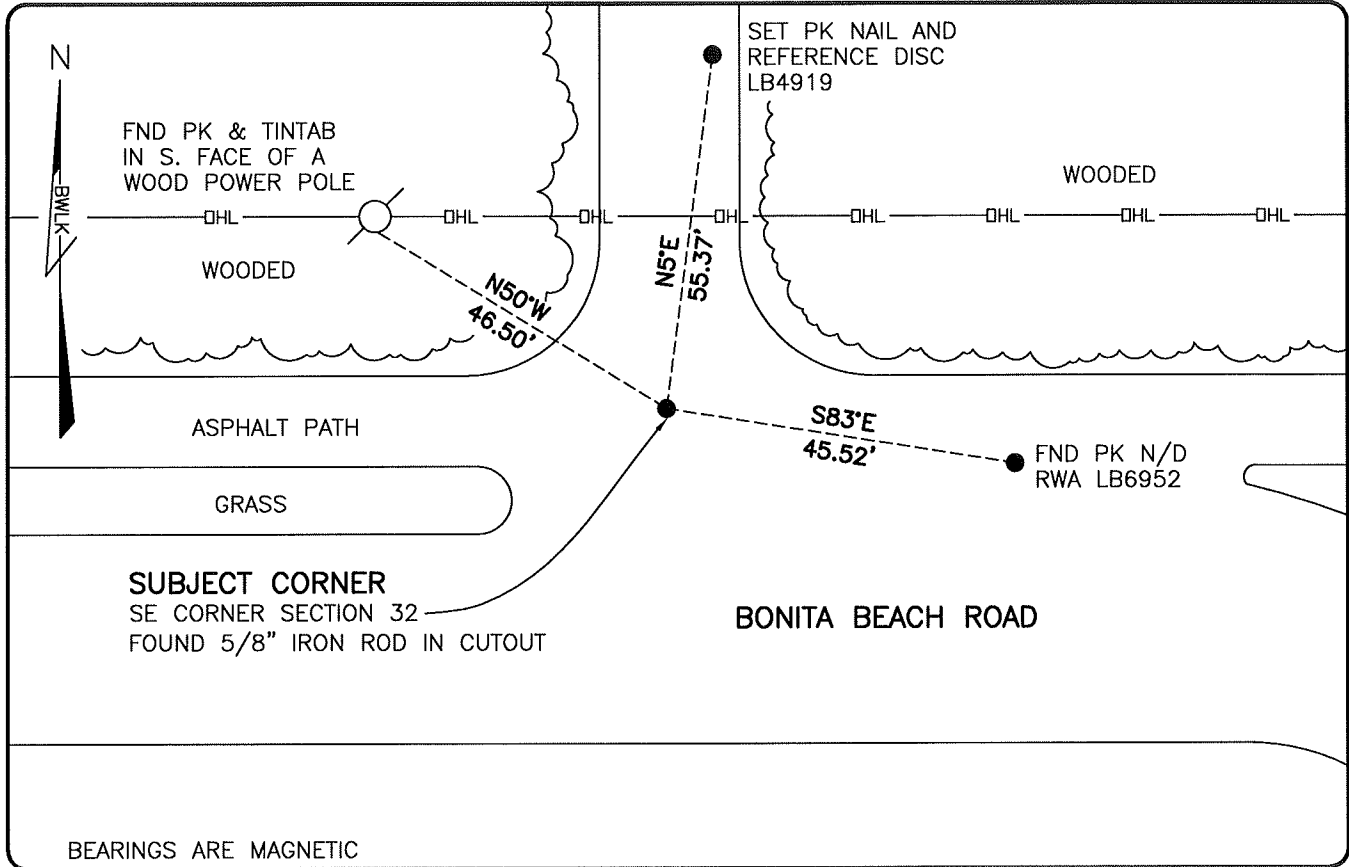 N
BWLK
SET PK NAIL AND
REFERENCE DISC
LB4919
FND PK & TINTAB
IN S. FACE OF A
WOOD POWER POLE
WOODED
OHL
OHL
OHL
OHL
OHL
OHL
OHL
OHL
WOODED
N5°E
55.37'
N50°W
46.50'
S83°E
45.52'
ASPHALT PATH
FND PK N/D
RWA LB6952
GRASS
SUBJECT CORNER
SE CORNER SECTION 32
FOUND 5/8" IRON ROD IN CUTOUT
BONITA BEACH ROAD
BEARINGS ARE MAGNETIC